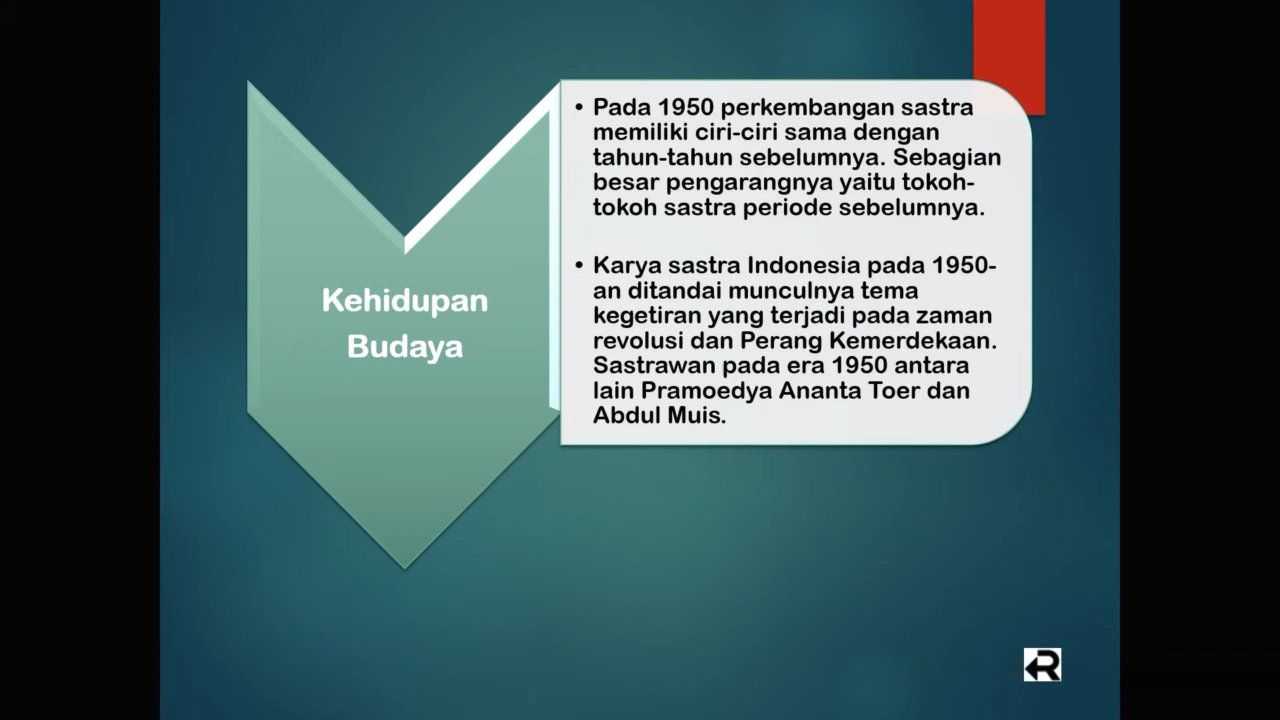 Kehidupan
Budaya
• Pada 1950 perkembangan sastra
memiliki ciri-ciri sama dengan
tahun-tahun sebelumnya. Sebagian
besar pengarangnya yaitu tokoh-
tokoh sastra periode sebelumnya.
• Karya sastra Indonesia pada 1950-
an ditandai munculnya tema
kegetiran yang terjadi pada zaman
revolusi dan Perang Kemerdekaan.
Sastrawan pada era 1950 antara
lain Pramoedya Ananta Toer dan
Abdul Muis.
R